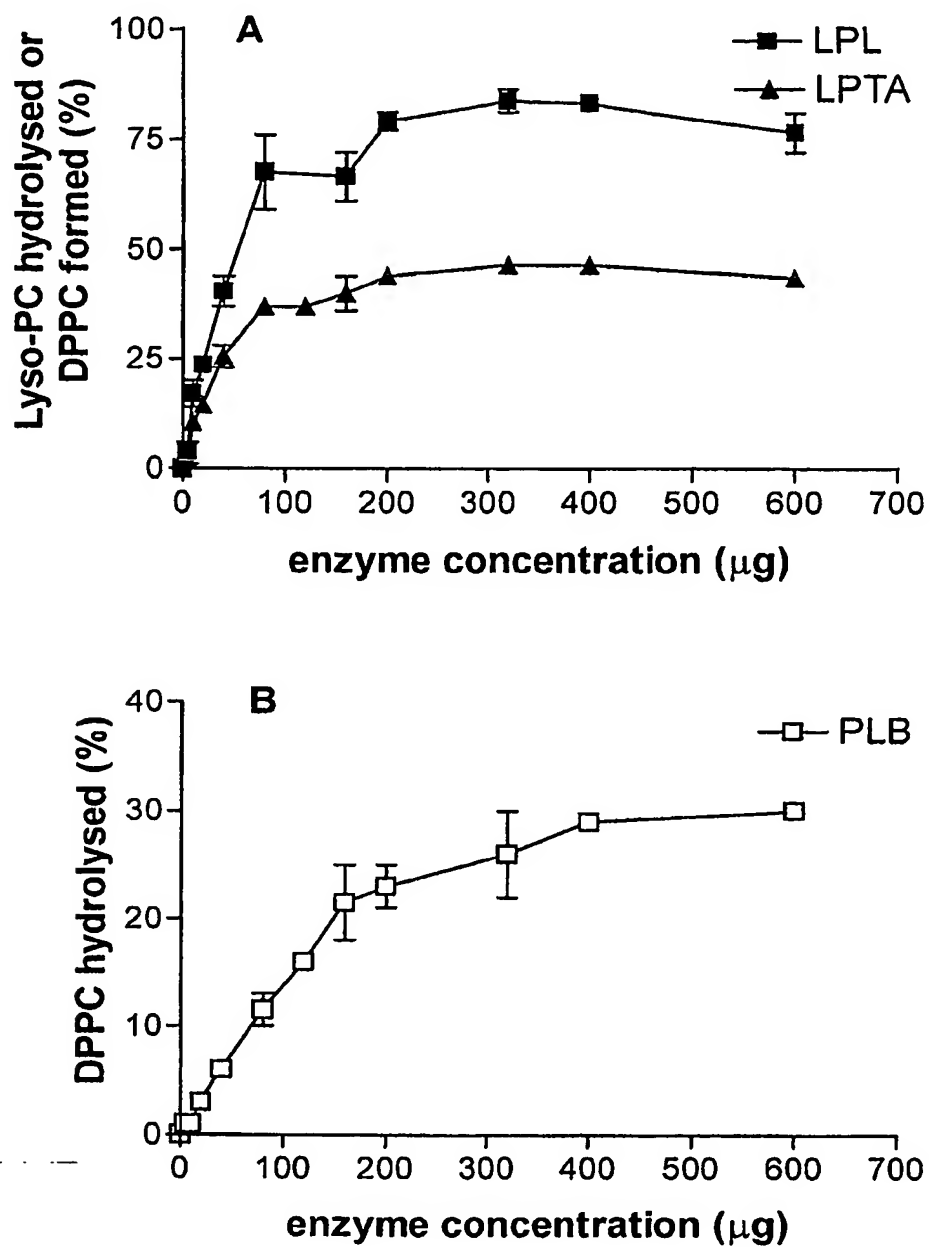 A
LPL
LPTA
Lyso-PC hydrolysed or
DPPC formed (%)
100
75
50
25
0
0 100 200 300 400 500 600 700
enzyme concentration (μg)
B
PLB
DPPC hydrolysed (%)
40
30
20
10
0
0 100 200 300 400 500 600 700
enzyme concentration (μg)